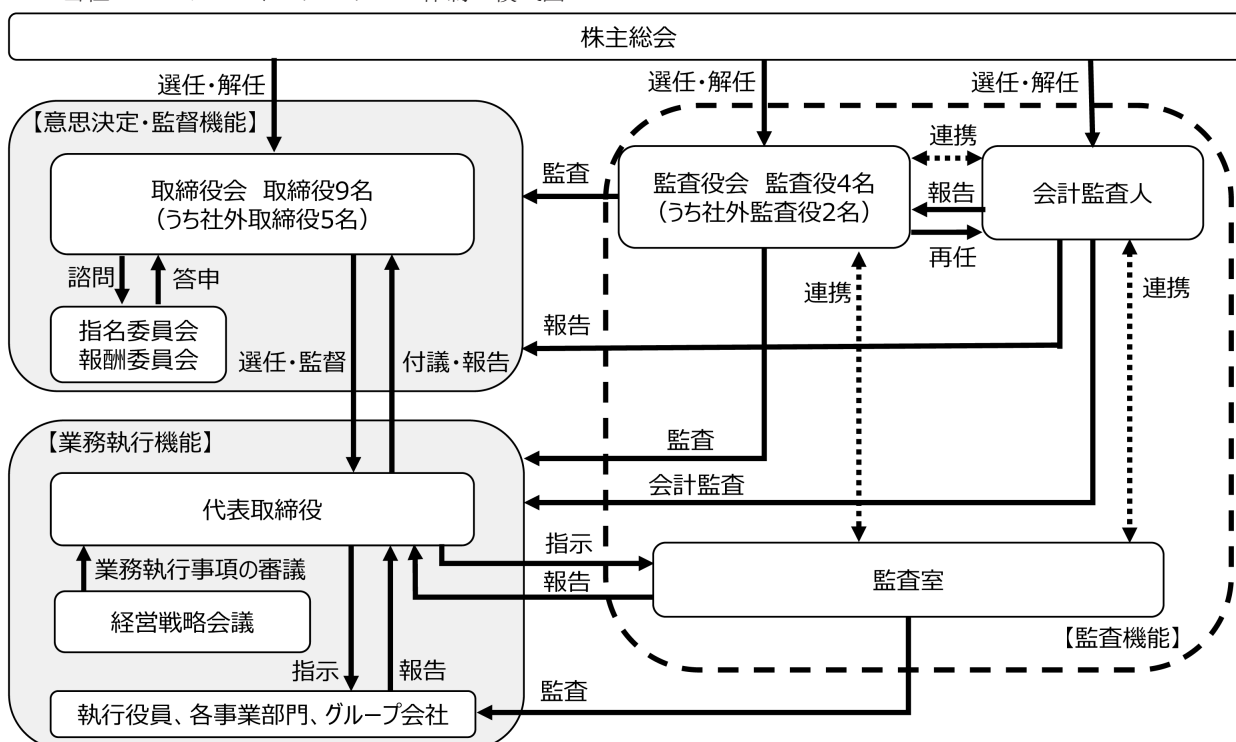 株主総会
選任・解任
選任・解任
選任・解任
【意思決定・監督機能】
取締役会 取締役9名
(うち社外取締役5名)
諮問
答申
指名委員会
報酬委員会
選任・監督
付議・報告
監査
監査役会 監査役4名
(うち社外監査役2名)
連携
報告
再任
会計監査人
連携
連携
報告
【業務執行機能】
監査
会計監査
代表取締役
指示
報告
業務執行事項の審議
経営戦略会議
監査室
【監査機能】
指示
報告
監査
執行役員、各事業部門、グループ会社